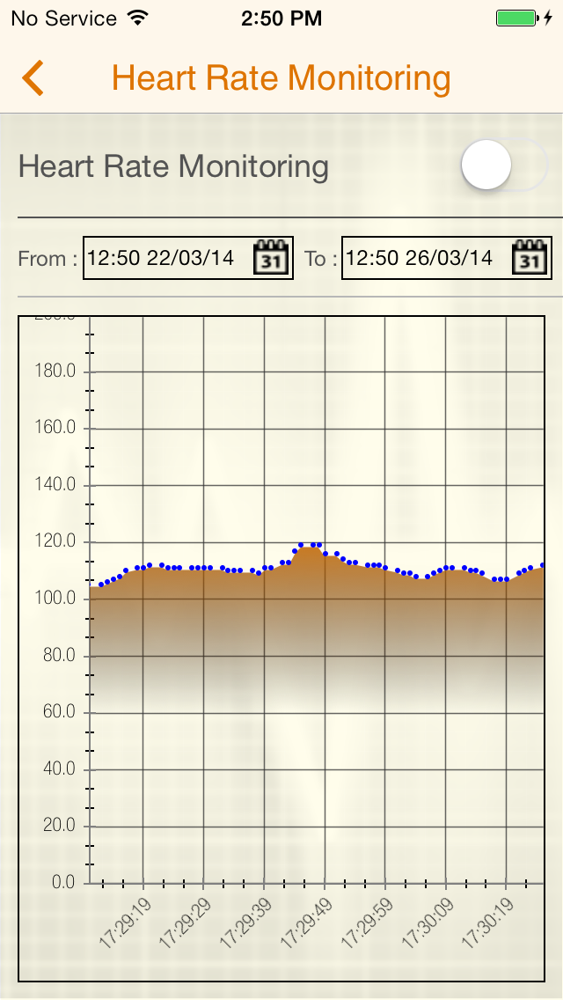 No Service 2:50 PM
Heart Rate Monitoring
Heart Rate Monitoring
From : 12:50 22/03/14 31 To : 12:50 26/03/14 31
180.0
160.0
140.0
120.0
100.0
80.0
60.0
40.0
20.0
0.0
17:29:19 17:29:29 17:29:39 17:29:49 17:29:59 17:30:09 17:30:19